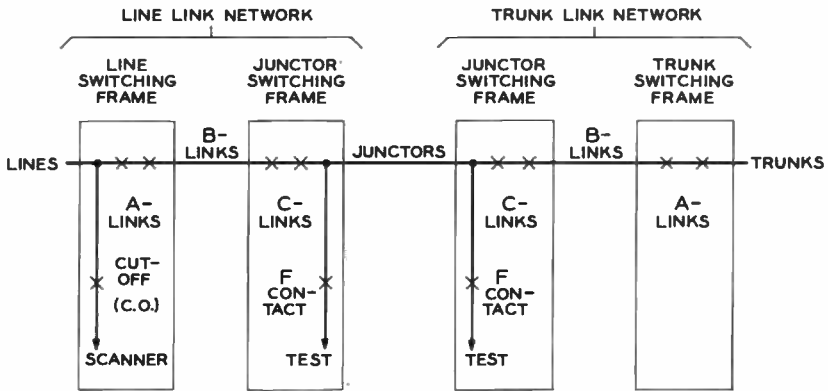 LINE LINK NETWORK
TRUNK LINK NETWORK
LINE
SWITCHING
FRAME
JUNCTOR
SWITCHING
FRAME
JUNCTOR
SWITCHING
FRAME
TRUNK
SWITCHING
FRAME
LINES
B-
LINKS
JUNCTORS
B-
LINKS
TRUNKS
A-
LINKS
C-
LINKS
C-
LINKS
A-
LINKS
CUT-
OFF
(C.O.)
F
CON-
TACT
F
CON-
TACT
SCANNER
TEST
TEST